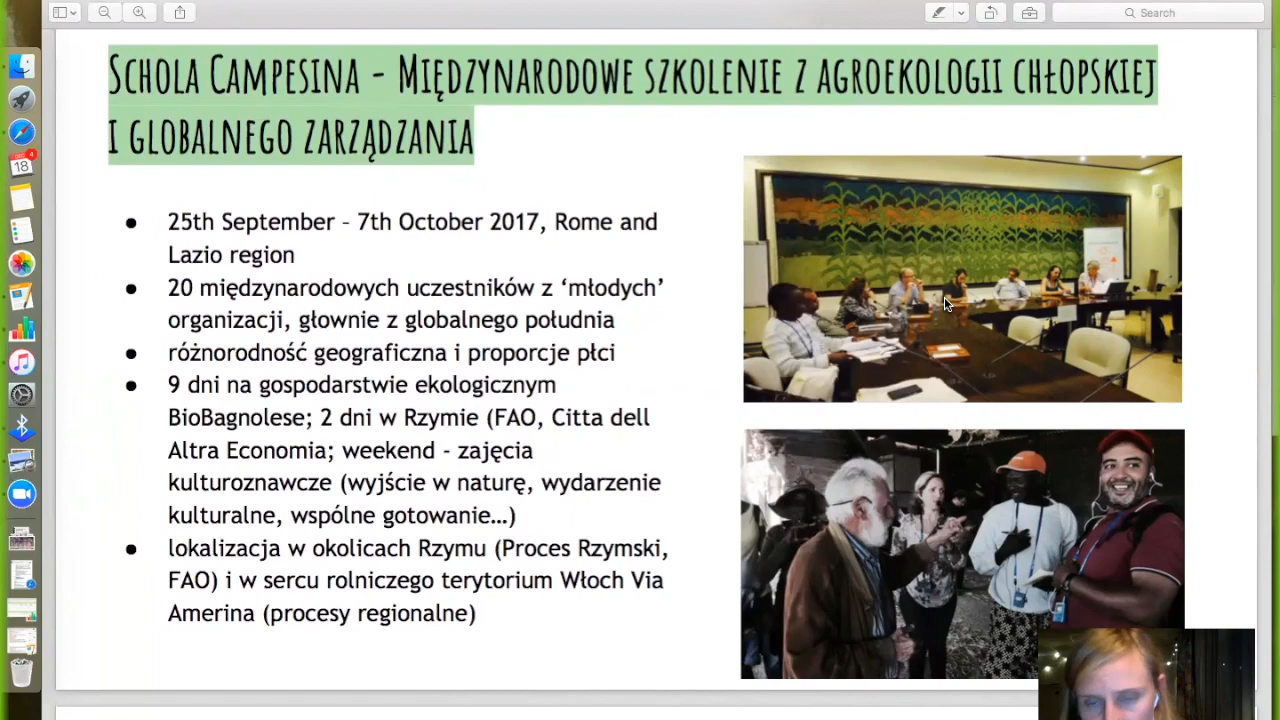 Search
18
4
Schola Campesina - Międzynarodowe szkolenie z agroekologii chłopskiej
i globalnego zarządzania
● 25th September – 7th October 2017, Rome and
Lazio region
● 20 międzynarodowych uczestników z ‘młodych’
organizacji, głownie z globalnego południa
● różnorodność geograficzna i proporcje płci
● 9 dni na gospodarstwie ekologicznym
BioBagnolese; 2 dni w Rzymie (FAO, Citta dell
Altra Economia; weekend - zajęcia
kulturoznawcze (wyjście w naturę, wydarzenie
kulturalne, wspólne gotowanie…)
● lokalizacja w okolicach Rzymu (Proces Rzymski,
FAO) i w sercu rolniczego terytorium Włoch Via
Amerina (procesy regionalne)